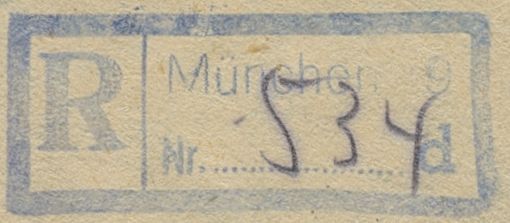 R
München 9
Nr. 534 d